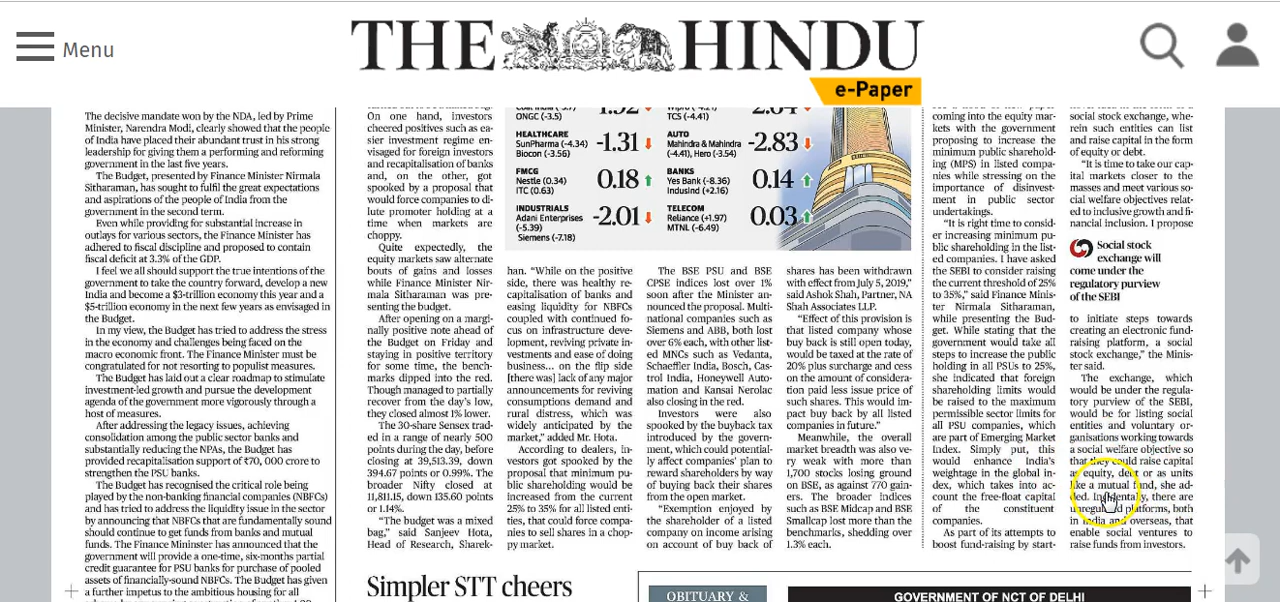 Menu
THE HINDU
e-Paper
The decisive mandate won by the NDA, led by Prime
Minister, Narendra Modi, clearly showed that the people
of India have placed their abundant trust in his strong
leadership for giving them a performing and reforming
government in the last five years.
The Budget, presented by Finance Minister Nirmala
Sitharaman, has sought to fulfil the great expectations
and aspirations of the people of India from the
government in the second term.
Even while providing for substantial increase in
outlays for various sectors, the Finance Minister has
adhered to fiscal discipline and proposed to contain
fiscal deficit at 3.3% of the GDP.
I feel we all should support the true intentions of the
government to take the country forward, develop a new
India and become a $3-trillion economy this year and a
$5-trillion economy in the next few years as envisaged in
the Budget.
In my view, the Budget has tried to address the stress
in the economy and challenges being faced on the
macro economic front. The Finance Minister must be
congratulated for not resorting to populist measures.
The Budget has laid out a clear roadmap to stimulate
investment-led growth and pursue the development
agenda of the government more vigorously through a
host of measures.
After addressing the legacy issues, achieving
consolidation among the public sector banks and
substantially reducing the NPAs, the Budget has
provided recapitalisation support of ₹70, 000 crore to
strengthen the PSU banks.
The Budget has recognised the critical role being
played by the non-banking financial companies (NBFCs)
and has tried to address the liquidity issue in the sector
by announcing that NBFCs that are fundamentally sound
should continue to get funds from banks and mutual
funds. The Finance Minister has announced that the
government will provide a one-time, six-months partial
credit guarantee for PSU banks for purchase of pooled
assets of financially-sound NBFCs. The Budget has given
a further impetus to the ambitious housing for all
On one hand, investors
cheered positives such as ea-
sier investment regime en-
visaged for foreign investors
and recapitalisation of banks
and, on the other, got
spooked by a proposal that
would force companies to di-
lute promoter holding at a
time when markets are
choppy.
Quite expectedly, the
equity markets saw alternate
bouts of gains and losses
while Finance Minister Nir-
mala Sitharaman was pre-
senting the budget.
After opening on a margi-
nally positive note ahead of
the Budget on Friday and
staying in positive territory
for some time, the bench-
marks dipped into the red.
Though managed to partially
recover from the day's low,
they closed almost 1% lower.
The 30-share Sensex trad-
ed in a range of nearly 500
points during the day, before
closing at 39,513.39, down
394.67 points or 0.99%. The
broader Nifty closed at
11,811.15, down 135.60 points
or 1.14%.
"The budget was a mixed
bag," said Sanjeev Hota,
Head of Research, Sharek-
ONGC (-3.5)
TCS (-4.41)
HEALTHCARE
SunPharma (-4.34)
Biocon (-3.56)
-1.31
AUTO
Mahindra & Mahindra
(-4.41), Hero (-3.54)
-2.83
FMCG
Nestle (0.34)
ITC (0.63)
0.18
BANKS
Yes Bank (-8.36)
IndusInd (+2.16)
0.14
INDUSTRIALS
Adani Enterprises
(-5.39)
Siemens (-7.18)
-2.01
TELECOM
Reliance (+1.97)
MTNL (-6.49)
0.03
han. "While on the positive
side, there was healthy re-
capitalisation of banks and
easing liquidity for NBFCs
coupled with continued fo-
cus on infrastructure deve-
lopment, reviving private in-
vestments and ease of doing
business... on the flip side
[there was] lack of any major
announcements for reviving
consumptions demand and
rural distress, which was
widely anticipated by the
market," added Mr. Hota.
According to dealers, in-
vestors got spooked by the
proposal that minimum pu-
blic shareholding would be
increased from the current
25% to 35% for all listed enti-
ties, that could force compa-
nies to sell shares in a chop-
py market.
The BSE PSU and BSE
CPSE indices lost over 1%
soon after the Minister an-
nounced the proposal. Multi-
national companies such as
Siemens and ABB, both lost
over 6% each, with other list-
ed MNCs such as Vedanta,
Schaeffler India, Bosch, Cas-
trol India, Honeywell Auto-
mation and Kansai Nerolac
also closing in the red.
Investors were also
spooked by the buyback tax
introduced by the govern-
ment, which could potential-
ly affect companies' plan to
reward shareholders by way
of buying back their shares
from the open market.
"Exemption enjoyed by
the shareholder of a listed
company on income arising
on account of buy back of
shares has been withdrawn
with effect from July 5, 2019,"
said Ashok Shah, Partner, NA
Shah Associates LLP.
"Effect of this provision is
that listed company whose
buy back is still open today,
would be taxed at the rate of
20% plus surcharge and cess
on the amount of considera-
tion paid less issue price of
such shares. This would im-
pact buy back by all listed
companies in future."
Meanwhile, the overall
market breadth was also ve-
ry weak with more than
1,700 stocks losing ground
on BSE, as against 770 gain-
ers. The broader indices
such as BSE Midcap and BSE
Smallcap lost more than the
benchmarks, shedding over
1.3% each.
coming into the equity mar-
kets with the government
proposing to increase the
minimum public sharehold-
ing (MPS) in listed compa-
nies while stressing on the
importance of disinvest-
ment in public sector
undertakings.
"It is right time to consid-
er increasing minimum pu-
blic shareholding in the list-
ed companies. I have asked
the SEBI to consider raising
the current threshold of 25%
to 35%," said Finance Minis-
ter Nirmala Sitharaman,
while presenting the Bud-
get. While stating that the
government would take all
steps to increase the public
holding in all PSUs to 25%,
she indicated that foreign
shareholding limits would
be raised to the maximum
permissible sector limits for
all PSU companies, which
are part of Emerging Market
Index. Simply put, this
would enhance India's
weightage in the global in-
dex, which takes into ac-
count the free-float capital
of the constituent
companies.
As part of its attempts to
boost fund-raising by start-
social stock exchange, whe-
rein such entities can list
and raise capital in the form
of equity or debt.
"It is time to take our cap-
ital markets closer to the
masses and meet various so-
cial welfare objectives relat-
ed to inclusive growth and fi-
nancial inclusion. I propose
Social stock
exchange will
come under the
regulatory purview
of the SEBI
to initiate steps towards
creating an electronic fund-
raising platform, a social
stock exchange," the Minis-
ter said.
The exchange, which
would be under the regula-
tory purview of the SEBI,
would be for listing social
entities and voluntary or-
ganisations working towards
a social welfare objective so
that they could raise capital
as equity, debt or as units
like a mutual fund, she ad-
ded. Incidentally, there are
unregulated platforms, both
in India and overseas, that
enable social ventures to
raise funds from investors.
Simpler STT cheers
OBITUARY &
GOVERNMENT OF NCT OF DELHI